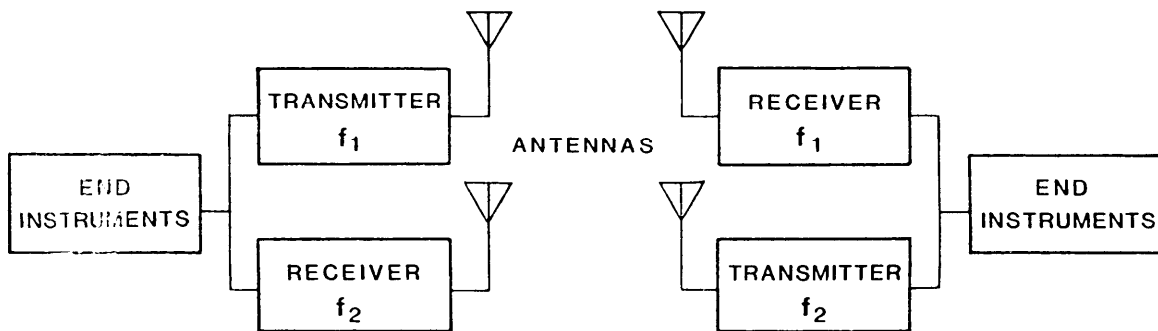 TRANSMITTER
f1
RECEIVER
f1
ANTENNAS
END
INSTRUMENTS
END
INSTRUMENTS
RECEIVER
f2
TRANSMITTER
f2